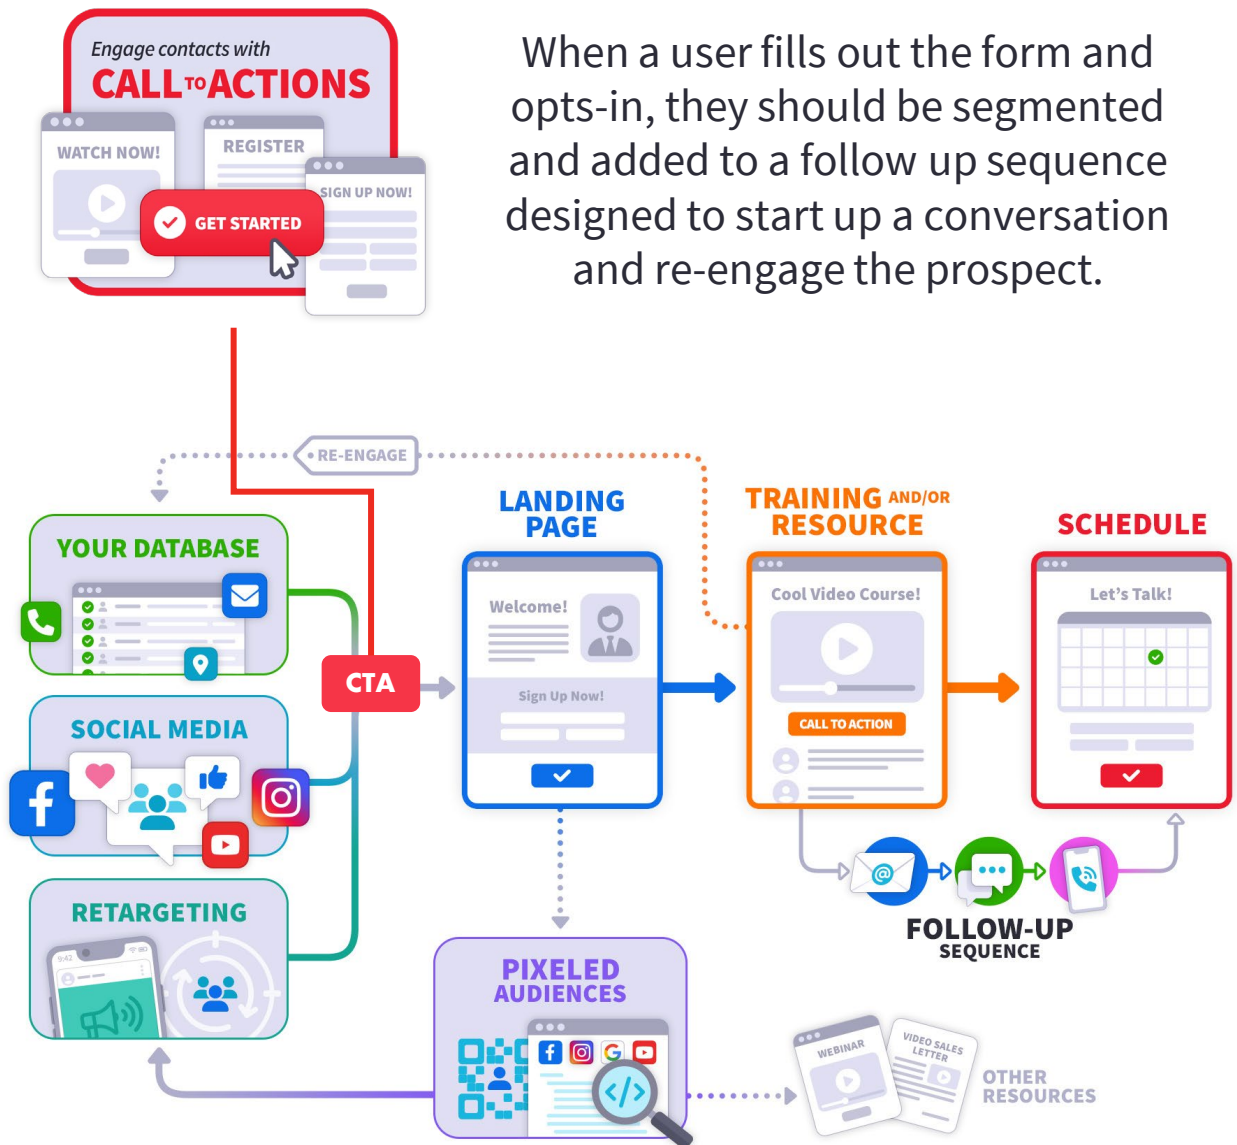 Engage contacts with
CALL TO ACTIONS
WATCH NOW!
REGISTER
SIGN UP NOW!
GET STARTED
When a user fills out the form and
opts-in, they should be segmented
and added to a follow up sequence
designed to start up a conversation
and re-engage the prospect.
RE-ENGAGE
YOUR DATABASE
SOCIAL MEDIA
RETARGETING
9:42
CTA
LANDING
PAGE
Welcome!
Sign Up Now!
TRAINING AND/OR
RESOURCE
Cool Video Course!
CALL TO ACTION
SCHEDULE
Let's Talk!
@
FOLLOW-UP
SEQUENCE
PIXELED
AUDIENCES
f
G
</>
WEBINAR
VIDEO SALES
LETTER
OTHER
RESOURCES